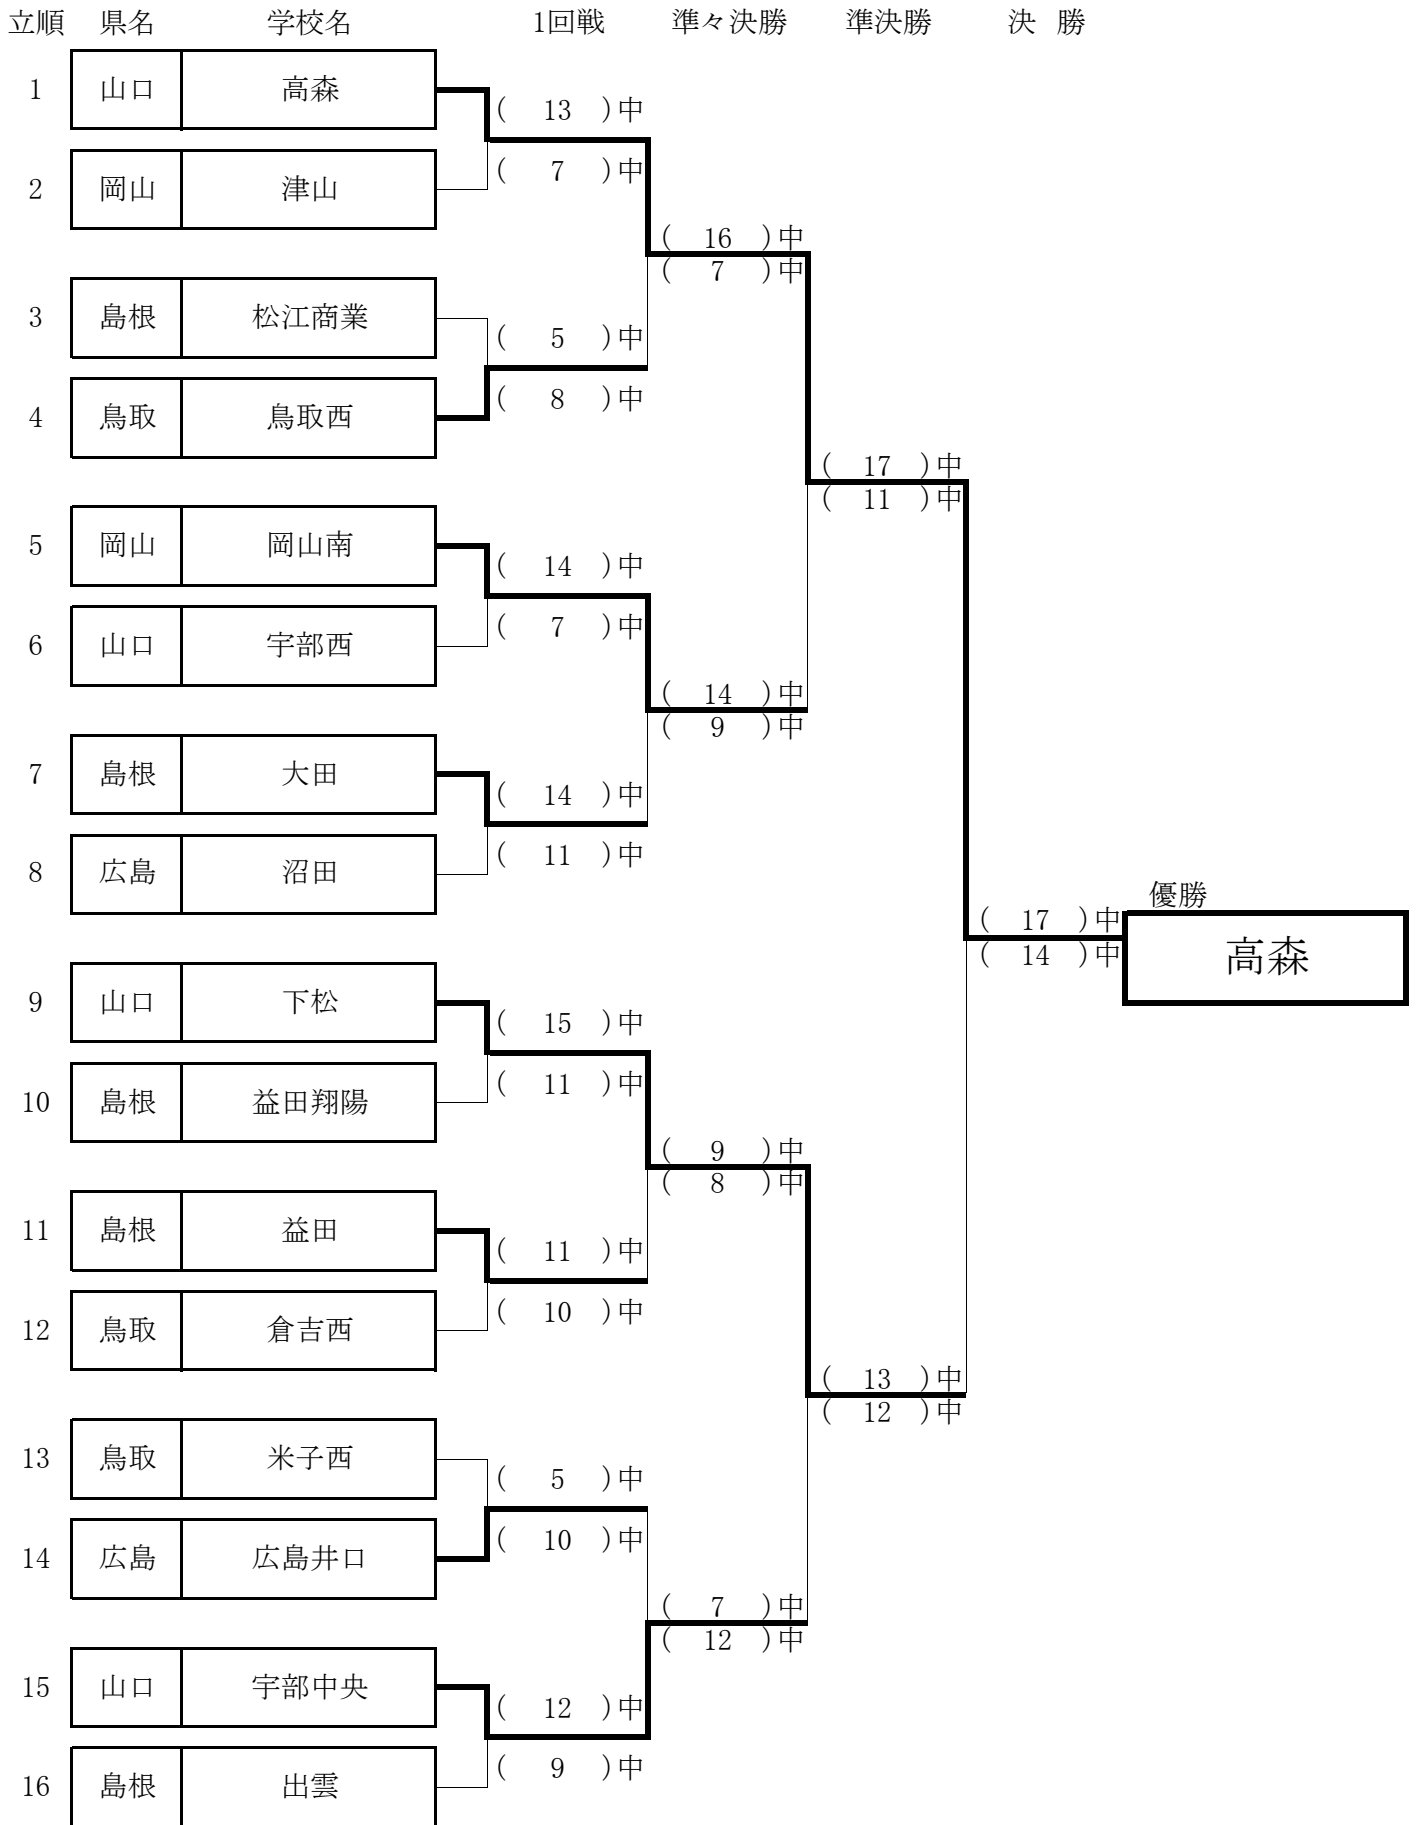 立順 県名 学校名 1回戦 準々決勝 準決勝 決 勝
1 山口 高森
( 13 )中
( 7 )中
2 岡山 津山
( 16 )中
( 7 )中
3 島根 松江商業
( 5 )中
( 8 )中
4 鳥取 鳥取西
( 17 )中
( 11 )中
5 岡山 岡山南
( 14 )中
( 7 )中
6 山口 宇部西
( 14 )中
( 9 )中
7 島根 大田
( 14 )中
( 11 )中
8 広島 沼田
優勝
( 17 )中
( 14 )中
高森
9 山口 下松
( 15 )中
( 11 )中
10 島根 益田翔陽
( 9 )中
( 8 )中
11 島根 益田
( 11 )中
( 10 )中
12 鳥取 倉吉西
( 13 )中
( 12 )中
13 鳥取 米子西
( 5 )中
( 10 )中
14 広島 広島井口
( 7 )中
( 12 )中
15 山口 宇部中央
( 12 )中
( 9 )中
16 島根 出雲